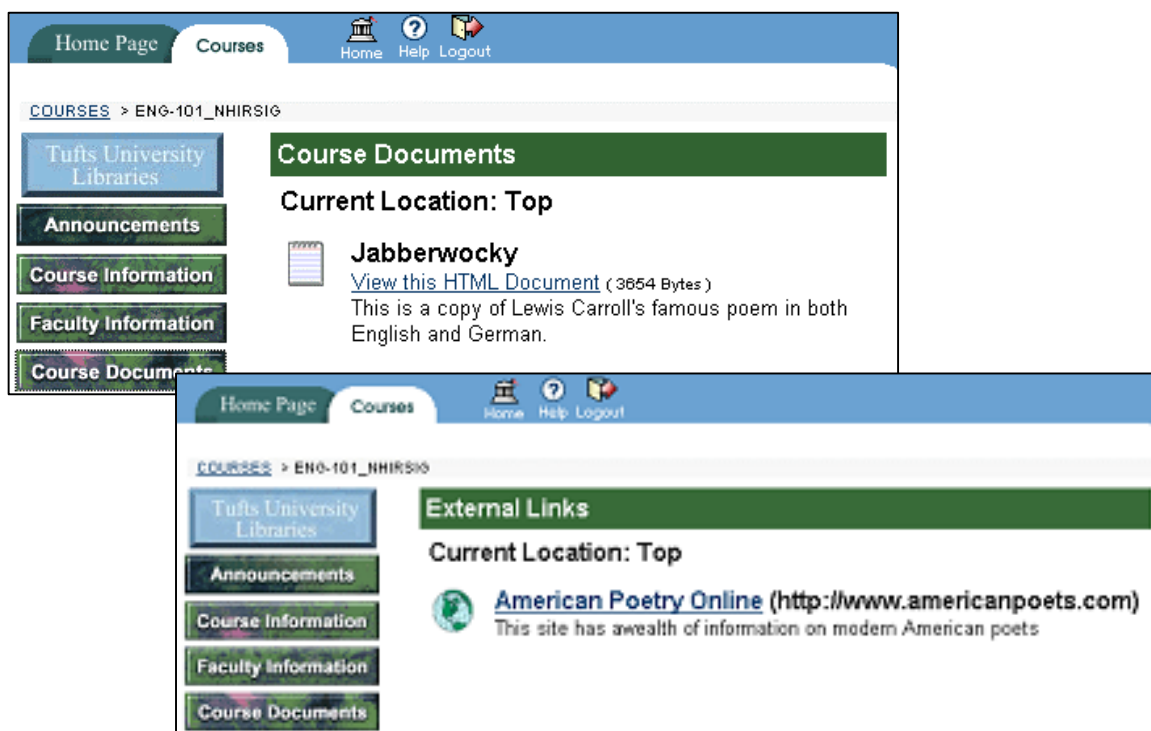 Home Page Courses Home Help Logout
COURSES > ENG-101_NHIRSIG
Tufts University
Libraries
Announcements
Course Information
Faculty Information
Course Documents
Course Documents
Current Location: Top
Jabberwocky
View this HTML Document (3654 Bytes)
This is a copy of Lewis Carroll's famous poem in both
English and German.
Home Page Courses Home Help Logout
COURSES > ENG-101_NHIRSIG
Tufts University
Libraries
Announcements
Course Information
Faculty Information
Course Documents
External Links
Current Location: Top
American Poetry Online (http://www.americanpoets.com)
This site has awealth of information on modern American poets